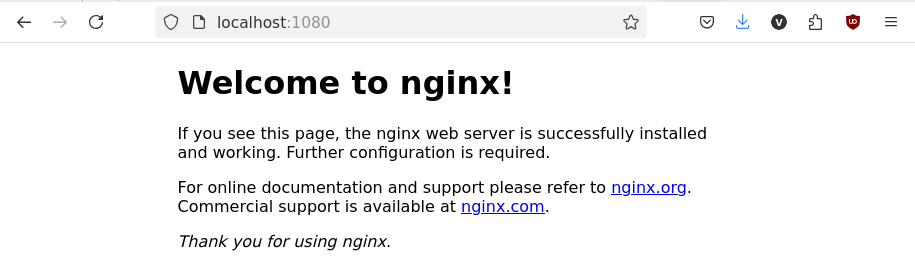 localhost:1080
Welcome to nginx!
If you see this page, the nginx web server is successfully installed
and working. Further configuration is required.
For online documentation and support please refer to nginx.org.
Commercial support is available at nginx.com.
Thank you for using nginx.